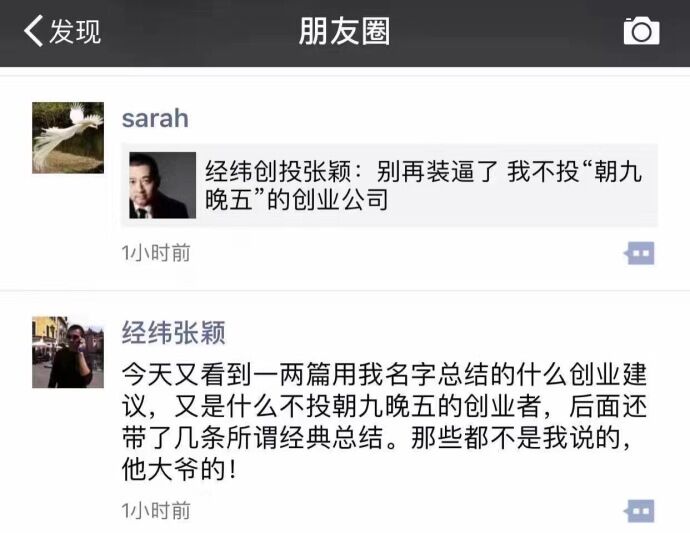 发现
朋友圈
sarah
经纬创投张颖：别再装逼了 我不投“朝九
晚五”的创业公司
1小时前
经纬张颖
今天又看到一两篇用我名字总结的什么创业建
议，又是什么不投朝九晚五的创业者，后面还
带了几条所谓经典总结。那些都不是我说的，
他大爷的！
1小时前